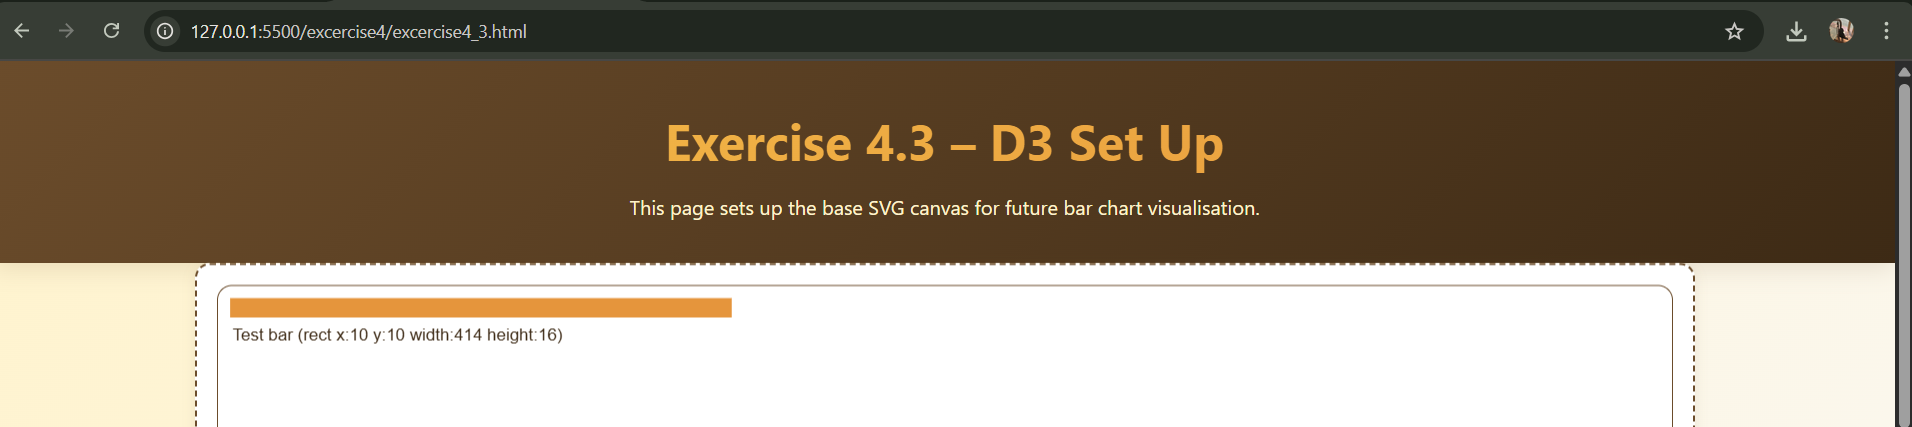 127.0.0.1:5500/excercise4/excercise4_3.html
Exercise 4.3 – D3 Set Up
This page sets up the base SVG canvas for future bar chart visualisation.
Test bar (rect x:10 y:10 width:414 height:16)